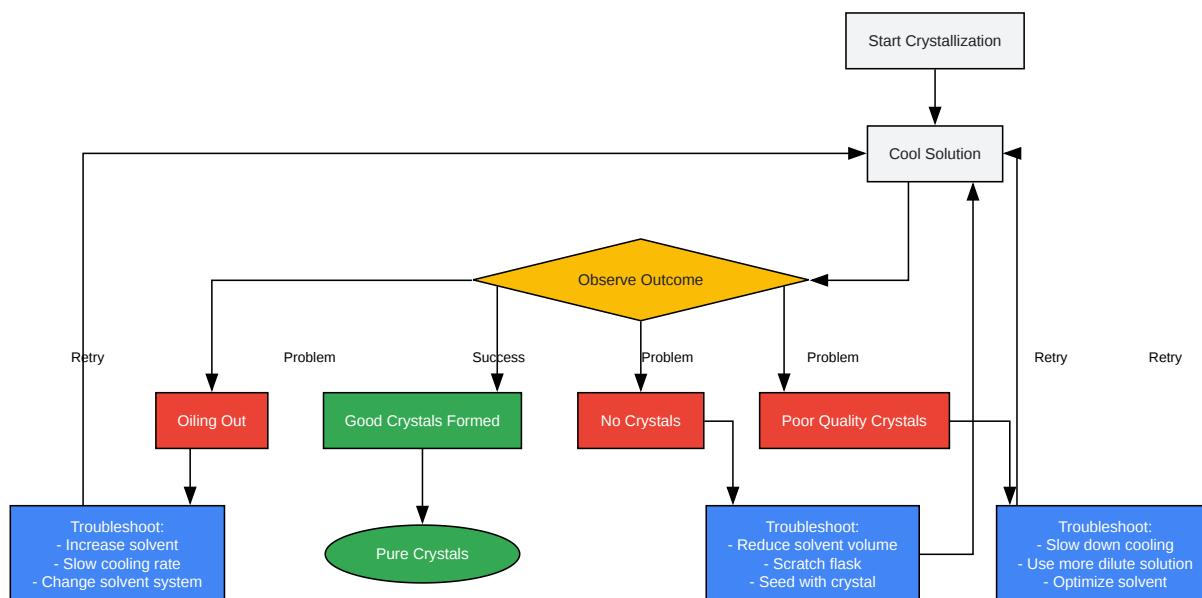 Start Crystallization
Cool Solution
Observe Outcome
Retry
Problem
Success
Problem
Problem
Retry
Retry
Oiling Out
Good Crystals Formed
No Crystals
Poor Quality Crystals
Troubleshoot:
- Increase solvent
- Slow cooling rate
- Change solvent system
Pure Crystals
Troubleshoot:
- Reduce solvent volume
- Scratch flask
- Seed with crystal
Troubleshoot:
- Slow down cooling
- Use more dilute solution
- Optimize solvent